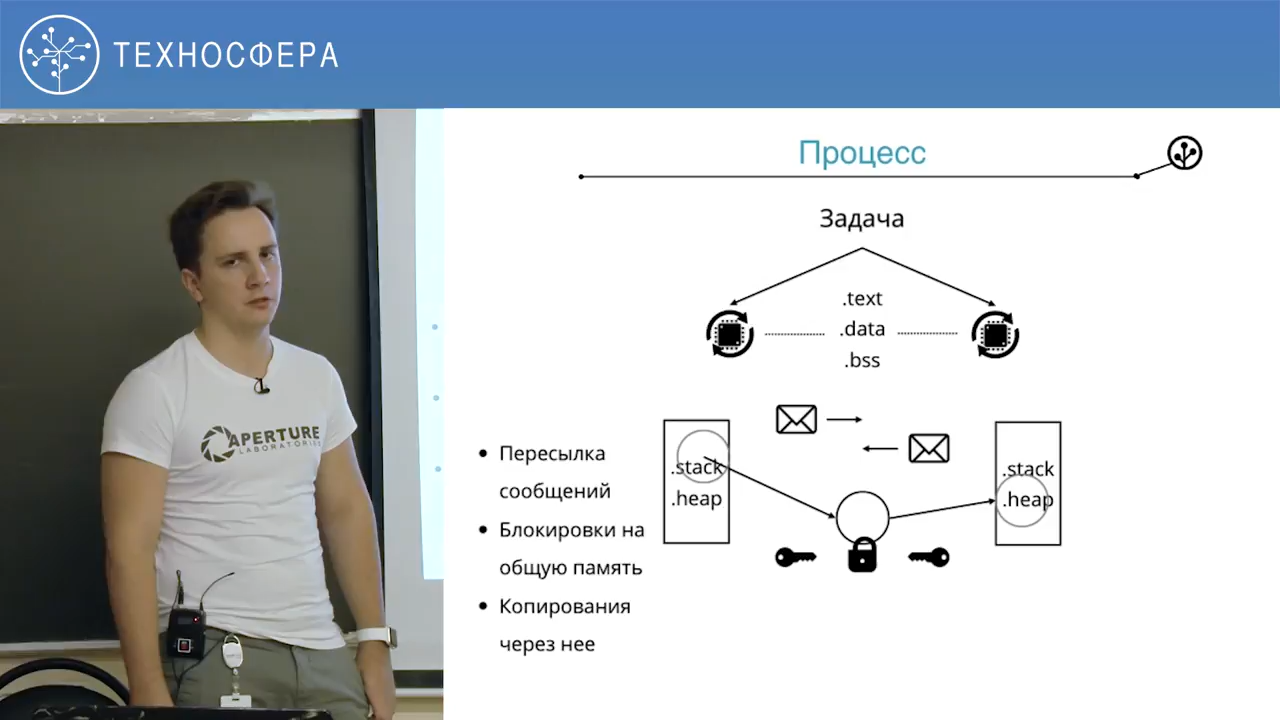 ТЕХНОСФЕРА
Процесс
Задача
.text
.data
.bss
.stack
.heap
.stack
.heap
• Пересылка
сообщений
• Блокировки на
общую память
• Копирования
через нее
APERTURE
LABORATORIES